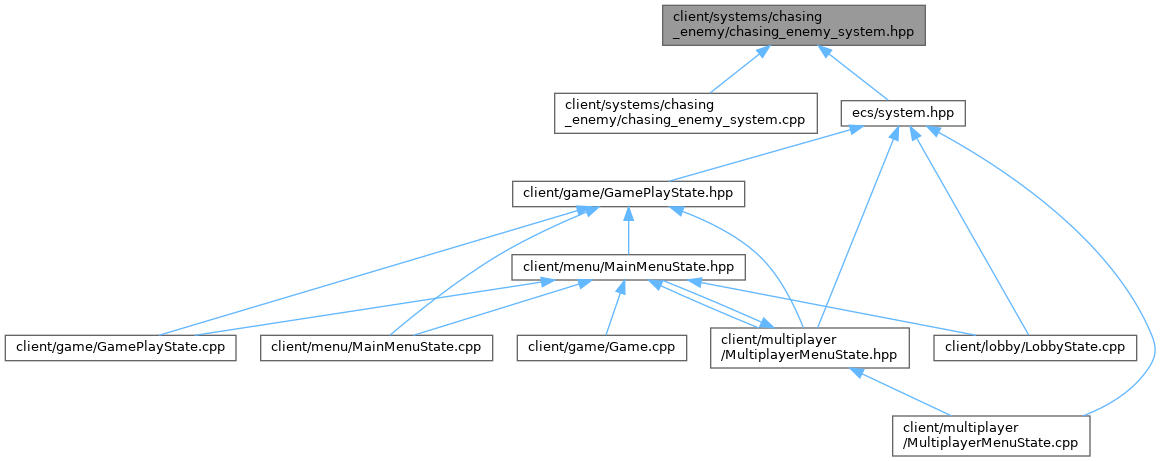 client/systems/chasing
_enemy/chasing_enemy_system.hpp
client/systems/chasing
_enemy/chasing_enemy_system.cpp
ecs/system.hpp
client/game/GamePlayState.hpp
client/menu/MainMenuState.hpp
client/game/GamePlayState.cpp
client/menu/MainMenuState.cpp
client/game/Game.cpp
client/multiplayer
/MultiplayerMenuState.hpp
client/lobby/LobbyState.cpp
client/multiplayer
/MultiplayerMenuState.cpp